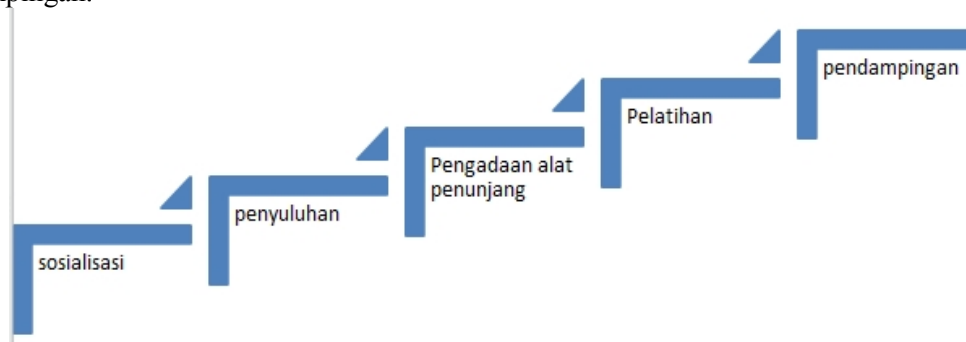 sosialisasi
penyuluhan
Pengadaan alat
penunjang
Pelatihan
pendampingan